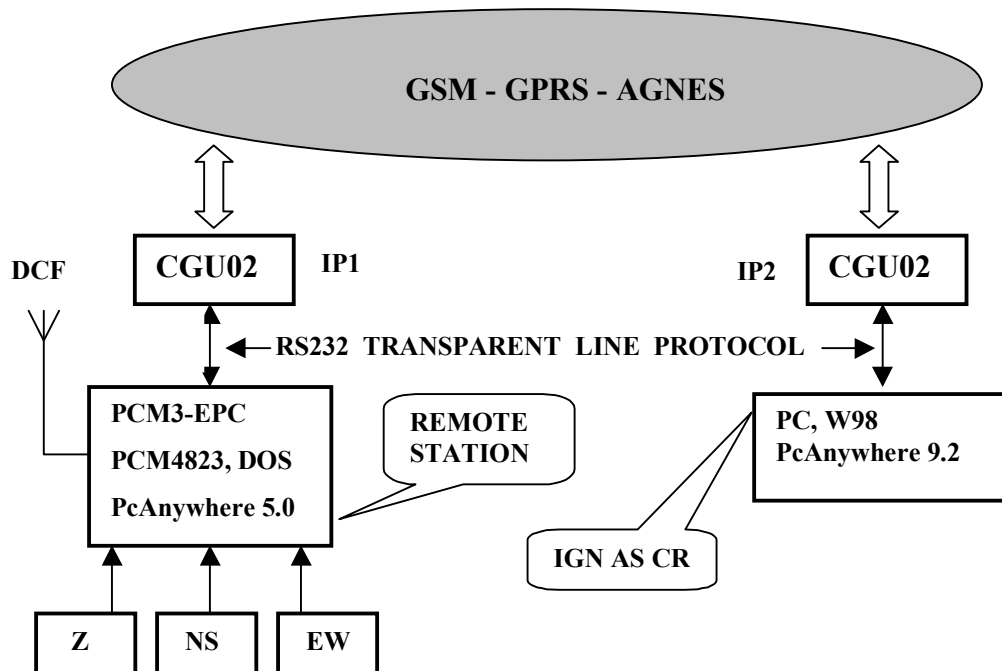 GSM - GPRS - AGNES
CGU02
IP1
IP2
CGU02
DCF
RS232 TRANSPARENT LINE PROTOCOL
PCM3-EPC
PCM4823, DOS
PcAnywhere 5.0
REMOTE
STATION
PC, W98
PcAnywhere 9.2
IGN AS CR
Z
NS
EW